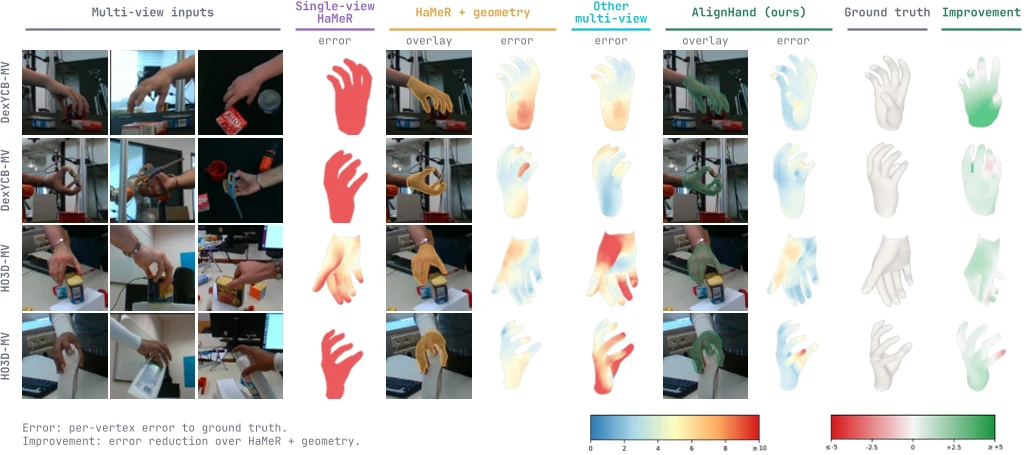 Multi-view inputs
Single-view
HaMeR
HaMeR + geometry
Other
multi-view
AlignHand (ours)
Ground truth
Improvement
error
overlay
error
error
overlay
error
DexYCB-MV
DexYCB-MV
HO3D-MV
HO3D-MV
Error: per-vertex error to ground truth.
Improvement: error reduction over HaMeR + geometry.
0 2 4 6 8 ≥10
≤-5 -2.5 0 +2.5 ≥+5